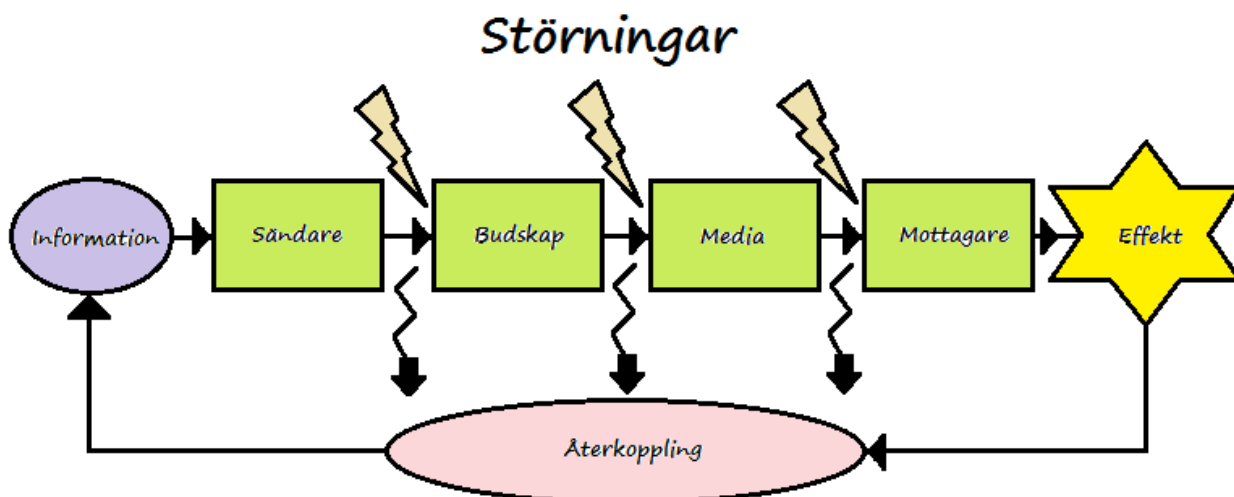 Störningar
Information
Sändare
Budskap
Media
Mottagare
Effekt
Återkoppling